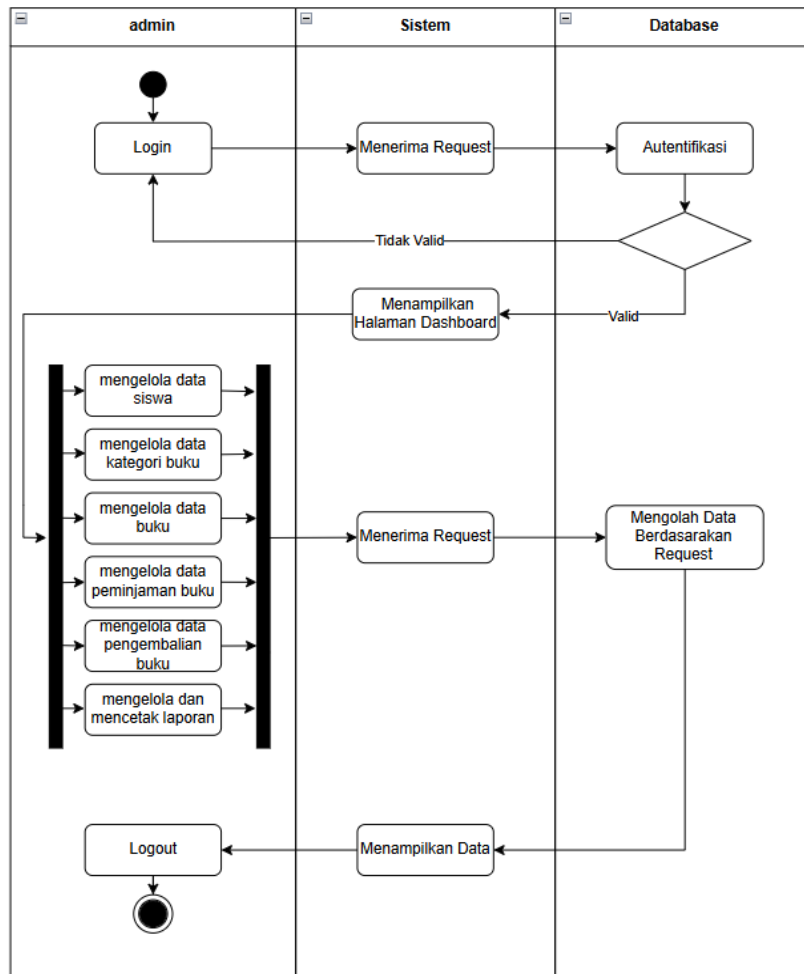 admin
Sistem
Database
Login
Menerima Request
Autentifikasi
Tidak Valid
Menampilkan
Halaman Dashboard
Valid
mengelola data
siswa
mengelola data
kategori buku
mengelola data
buku
mengelola data
peminjaman buku
mengelola data
pengembalian
buku
mengelola dan
mencetak laporan
Menerima Request
Mengolah Data
Berdasarakan
Request
Logout
Menampilkan Data